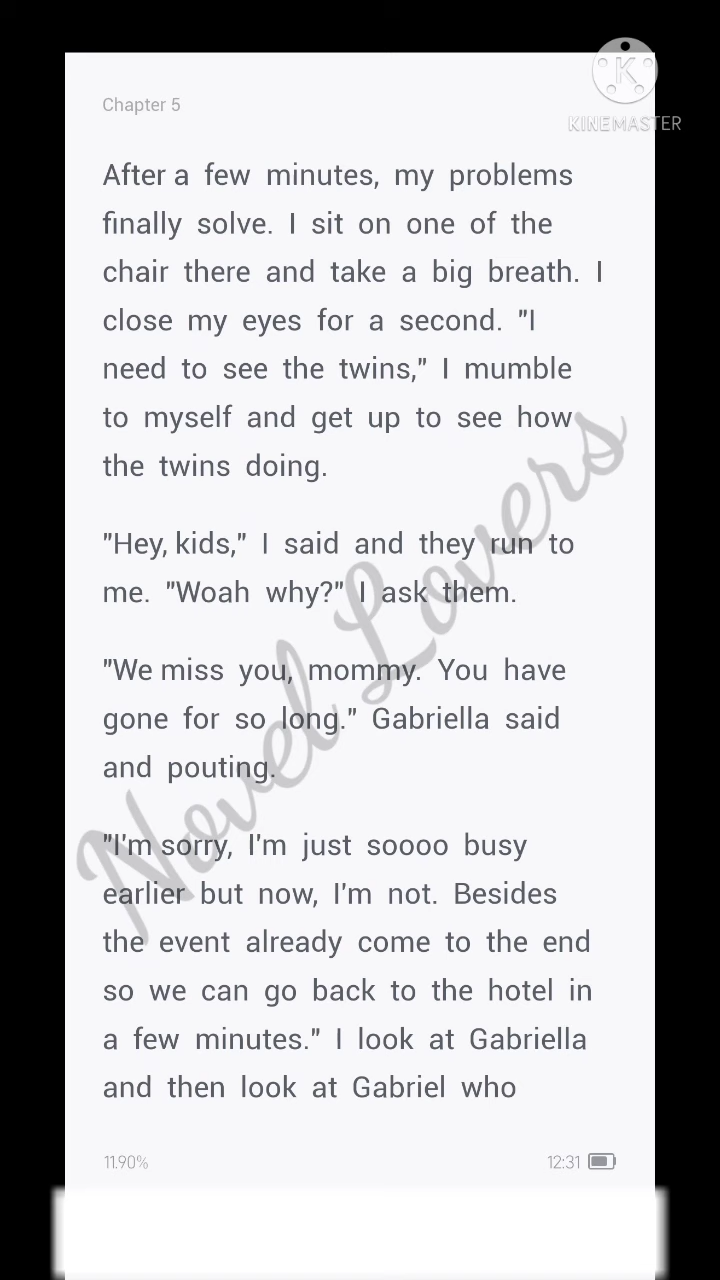 Chapter 5
KINEMASTER
After a few minutes, my problems
finally solve. I sit on one of the
chair there and take a big breath. I
close my eyes for a second. "I
need to see the twins," I mumble
to myself and get up to see how
the twins doing.
"Hey, kids," I said and they run to
me. "Woah why?" I ask them.
"We miss you, mommy. You have
gone for so long." Gabriella said
and pouting.
"I'm sorry, I'm just soooo busy
earlier but now, I'm not. Besides
the event already come to the end
so we can go back to the hotel in
a few minutes." I look at Gabriella
and then look at Gabriel who
Novel Lovers
11.90%
12:31